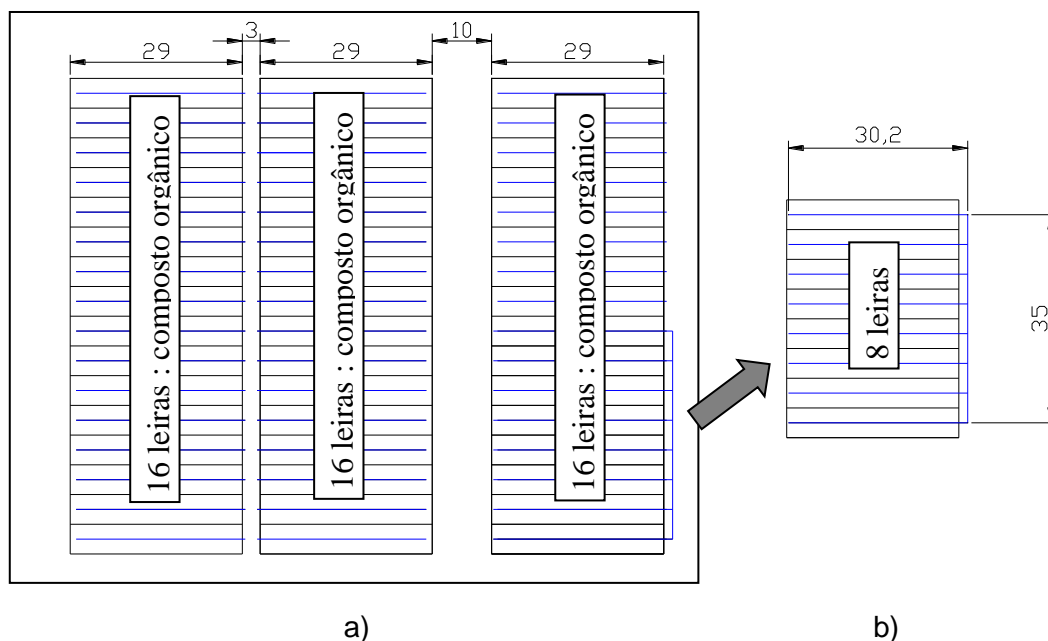 3
10
29
29
29
16 leiras : composto orgânico
16 leiras : composto orgânico
16 leiras : composto orgânico
30,2
8 leiras
35
a)
b)